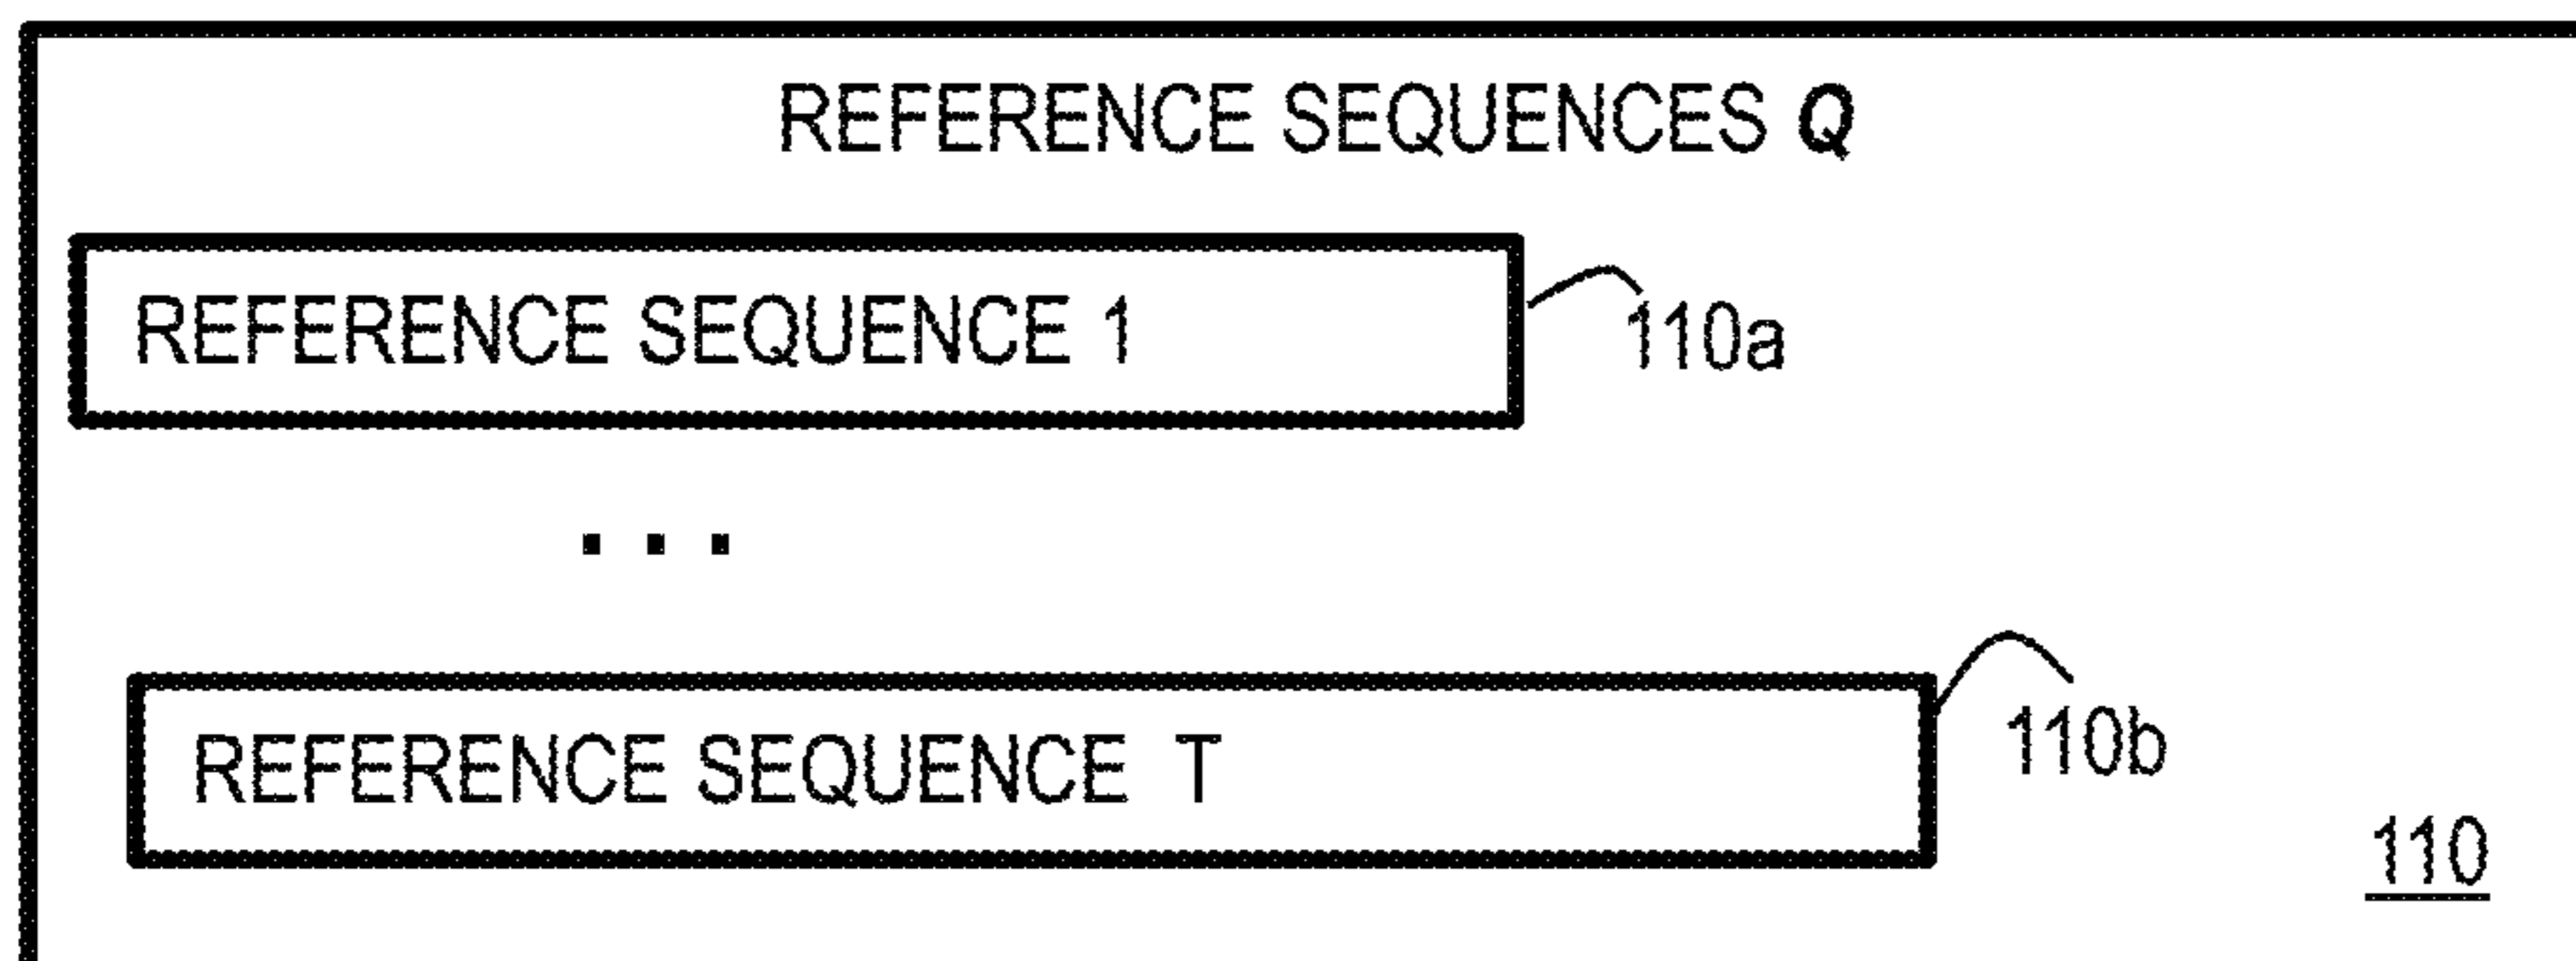 REFERENCE SEQUENCES Q
REFERENCE SEQUENCE 1
110a
...
REFERENCE SEQUENCE T
110b
110